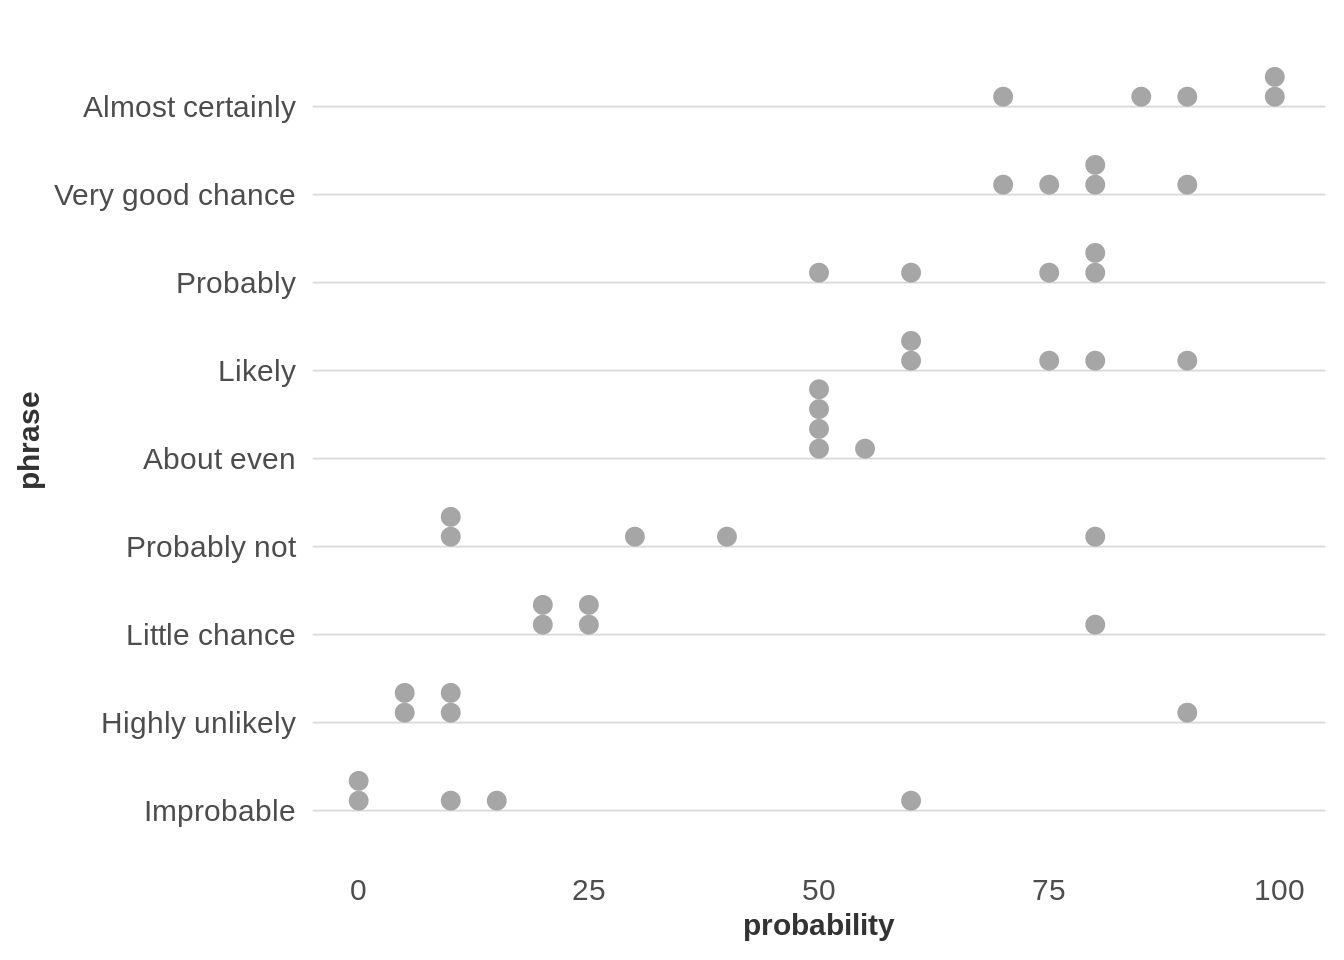 Almost certainly
Very good chance
Probably
Likely
About even
Probably not
Little chance
Highly unlikely
Improbable
phrase
0 25 50 75 100
probability